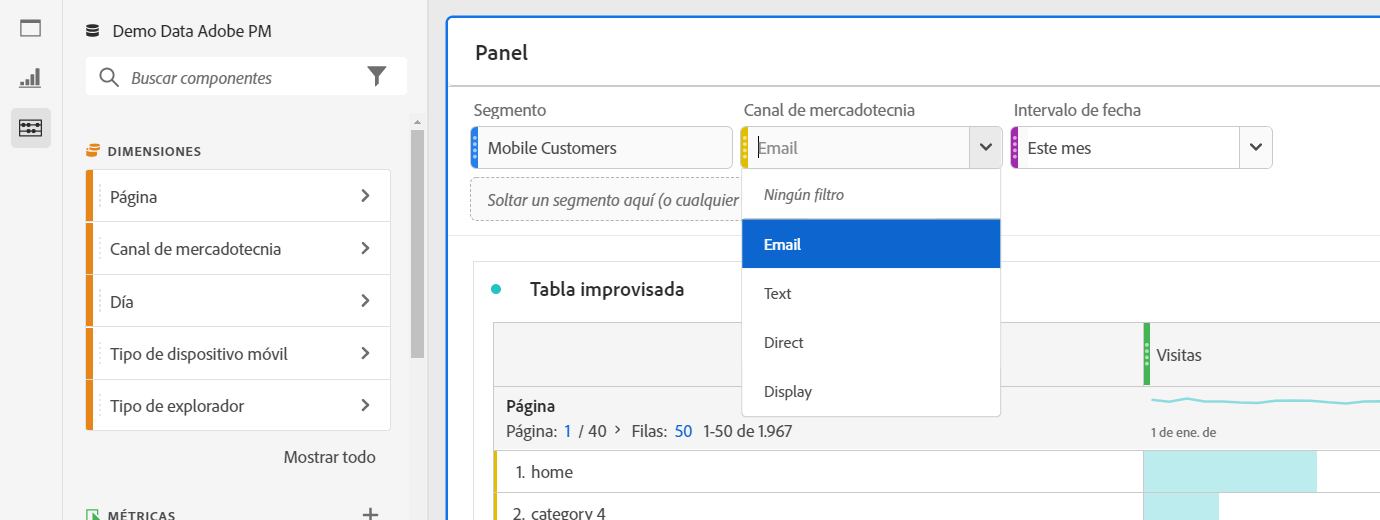 Demo Data Adobe PM
Buscar componentes
DIMENSIONES
Página
Canal de mercadotecnia
Día
Tipo de dispositivo móvil
Tipo de explorador
Mostrar todo
MÉTRICAS
Panel
Segmento Canal de mercadotecnia Intervalo de fecha
Mobile Customers Email Este mes
Soltar un segmento aquí (o cualquier
Ningún filtro
Email
Text
Direct
Display
Tabla improvisada
Visitas
Página
Página: 1 / 40 > Filas: 50 1-50 de 1.967
1 de ene. de
1. home
2. category 4